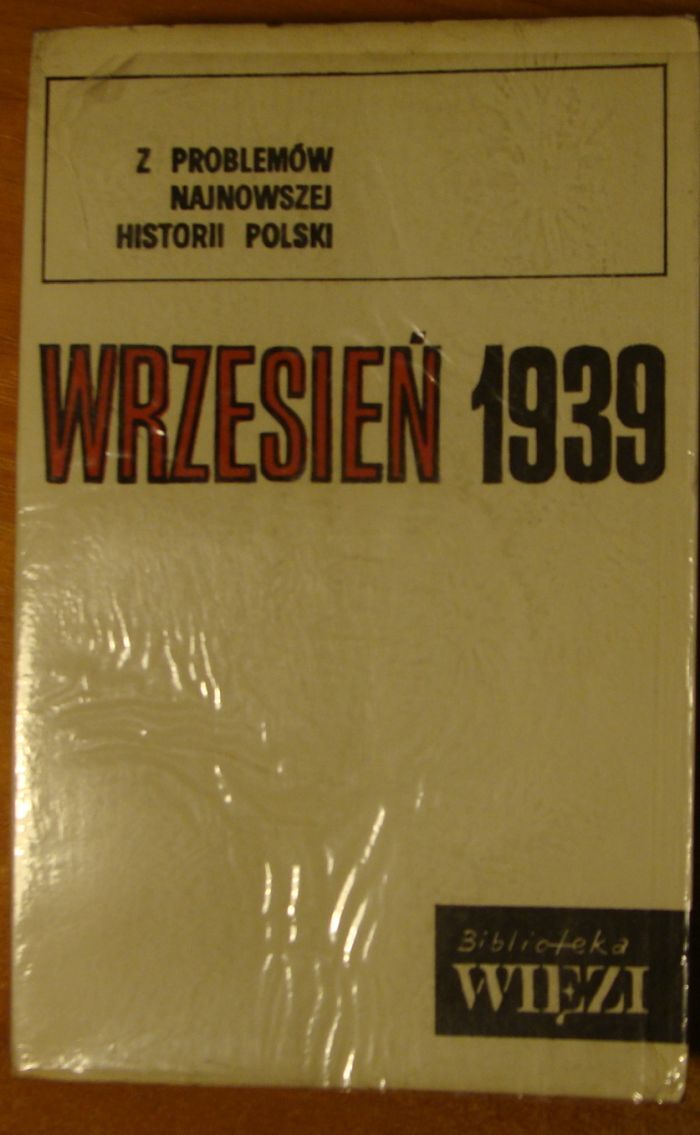 Z PROBLEMÓW
NAJNOWSZEJ
HISTORII POLSKI
WRZESIEŃ 1939
Biblioteka
WIĘZI